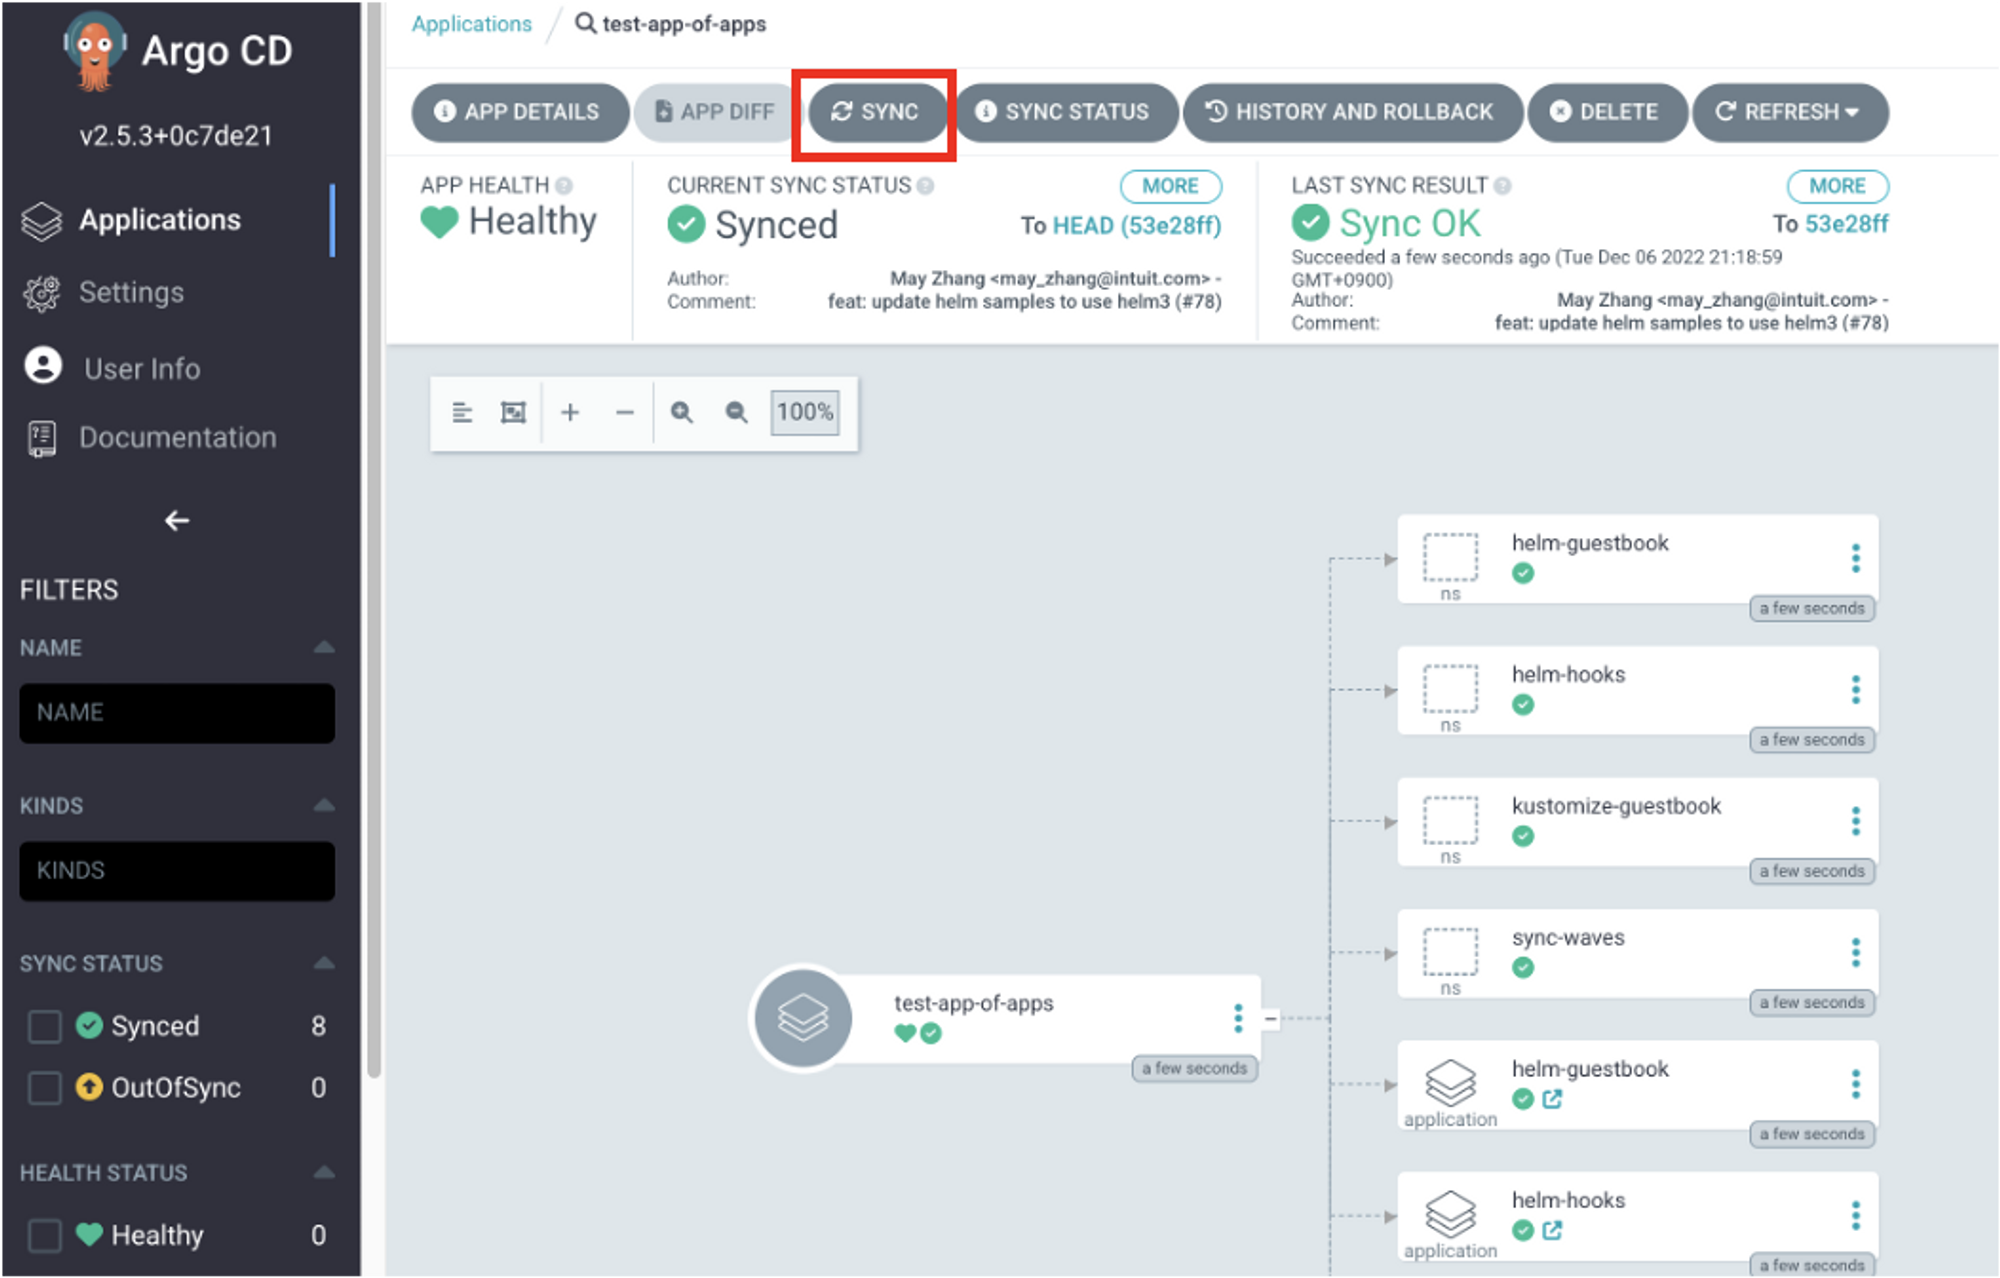 Argo CD
v2.5.3+0c7de21
Applications
Settings
User Info
Documentation
FILTERS
NAME
NAME
KINDS
KINDS
SYNC STATUS
Synced 8
OutOfSync 0
HEALTH STATUS
Healthy 0
Applications / test-app-of-apps
APP DETAILS APP DIFF SYNC SYNC STATUS HISTORY AND ROLLBACK DELETE REFRESH
APP HEALTH
Healthy
CURRENT SYNC STATUS MORE
Synced To HEAD (53e28ff)
Author: May Zhang <may_zhang@intuit.com> -
Comment: feat: update helm samples to use helm3 (#78)
LAST SYNC RESULT MORE
Sync OK To 53e28ff
Succeeded a few seconds ago (Tue Dec 06 2022 21:18:59
GMT+0900)
Author: May Zhang <may_zhang@intuit.com> -
Comment: feat: update helm samples to use helm3 (#78)
100%
test-app-of-apps
a few seconds
helm-guestbook
ns
a few seconds
helm-hooks
ns
a few seconds
kustomize-guestbook
ns
a few seconds
sync-waves
ns
a few seconds
helm-guestbook
application
a few seconds
helm-hooks
application
a few seconds